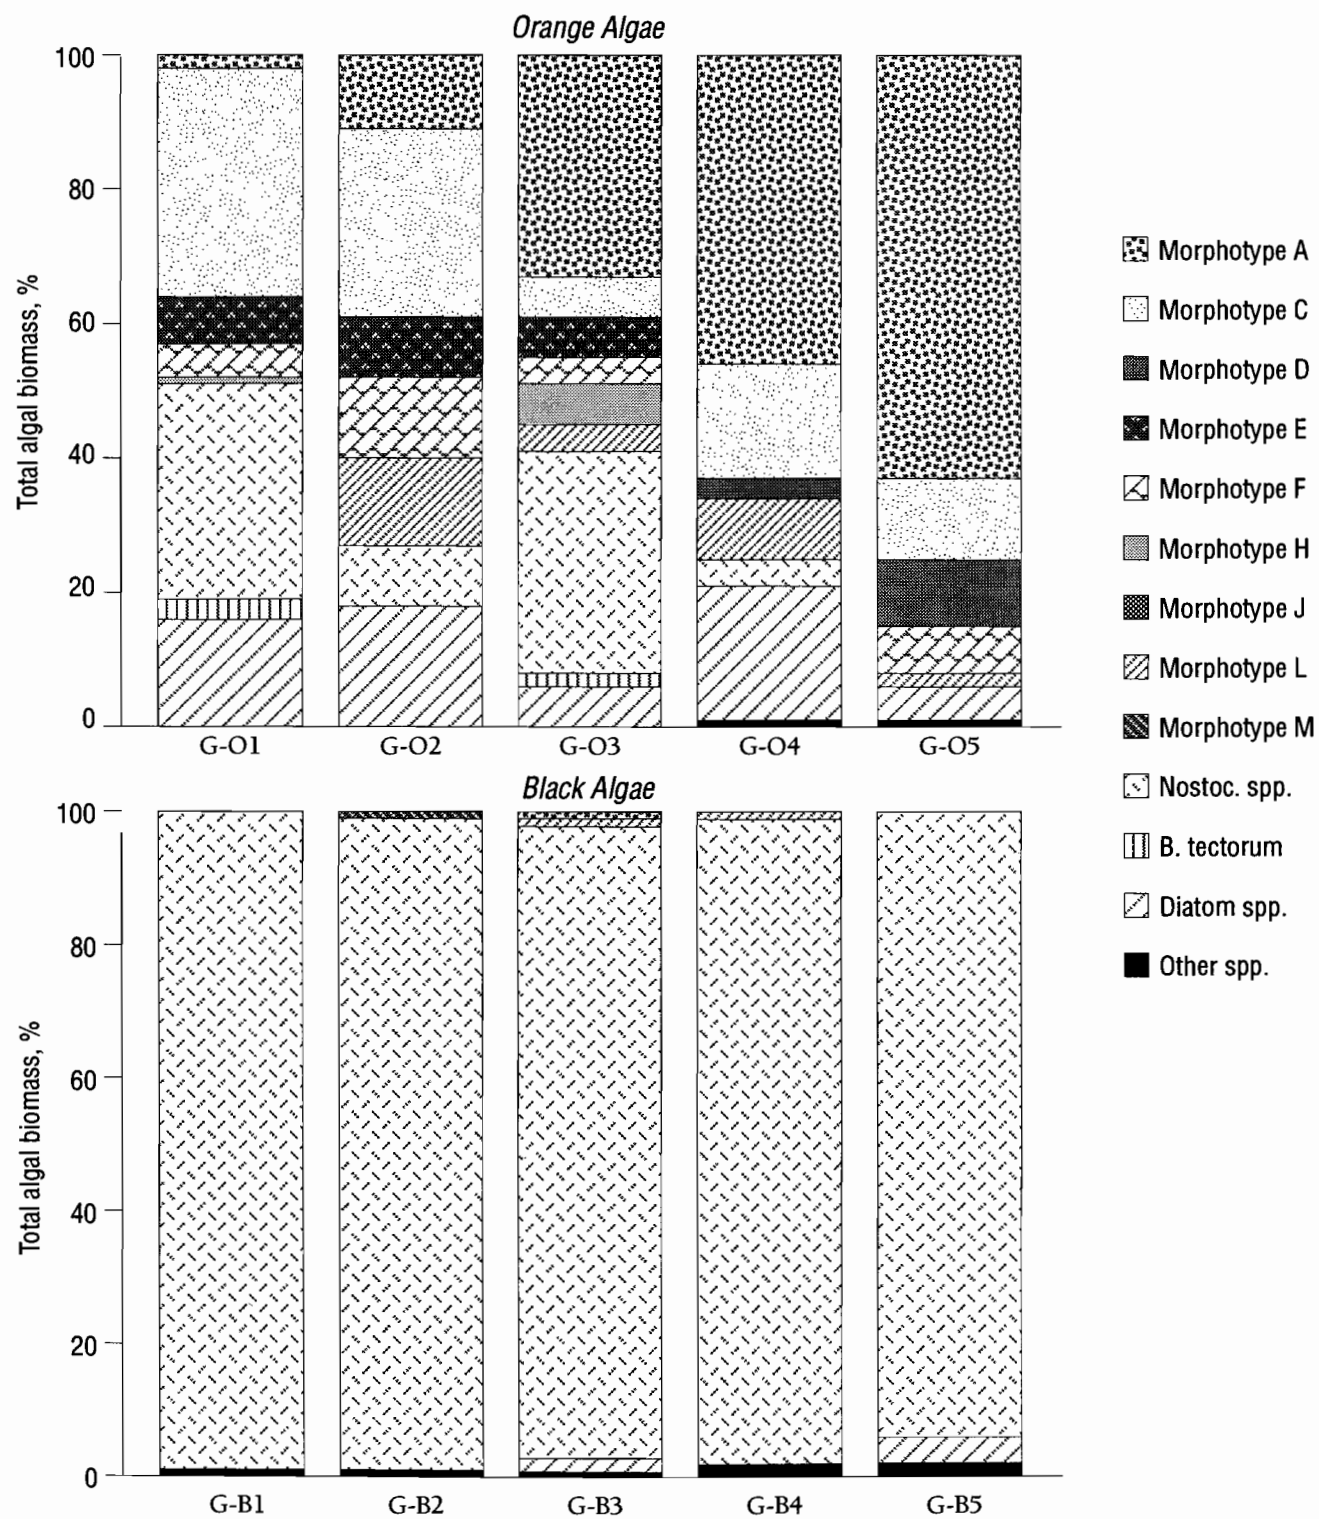 Orange Algae
100
80
60
40
20
0
Total algal biomass, %
G-O1 G-O2 G-O3 G-O4 G-O5
Black Algae
100
80
60
40
20
0
Total algal biomass, %
G-B1 G-B2 G-B3 G-B4 G-B5
Morphotype A
Morphotype C
Morphotype D
Morphotype E
Morphotype F
Morphotype H
Morphotype J
Morphotype L
Morphotype M
Nostoc. spp.
B. tectorum
Diatom spp.
Other spp.